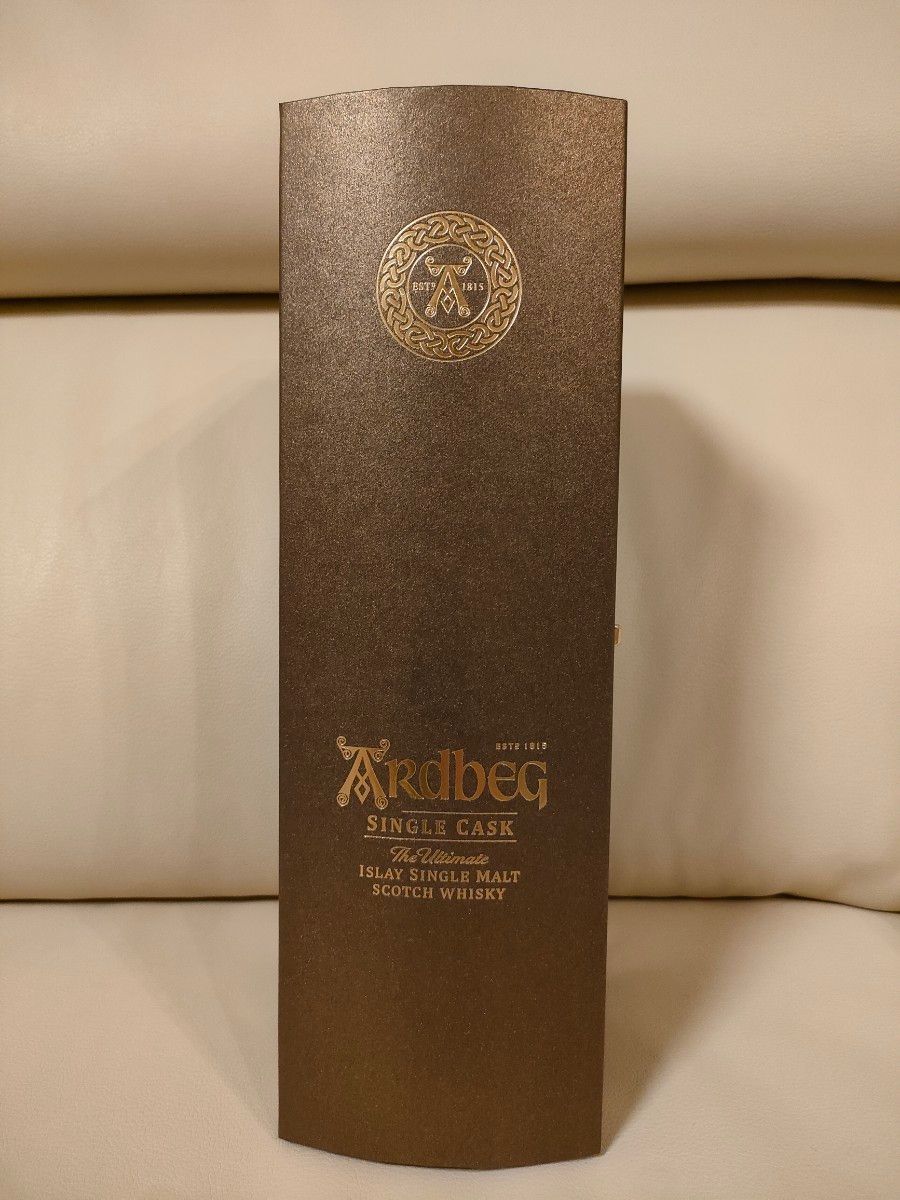 ESTD 1815
A
ESTD 1815
Ardbeg
SINGLE CASK
The Ultimate
ISLAY SINGLE MALT
SCOTCH WHISKY